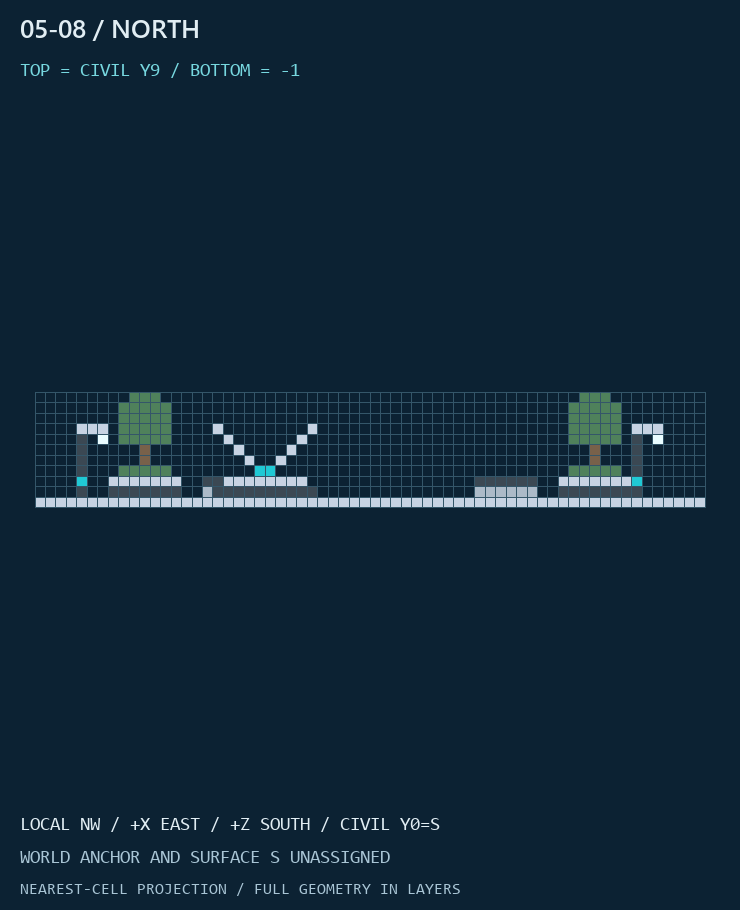 05-08 / NORTH
TOP = CIVIL Y9 / BOTTOM = -1
LOCAL NW / +X EAST / +Z SOUTH / CIVIL Y0=S
WORLD ANCHOR AND SURFACE S UNASSIGNED
NEAREST-CELL PROJECTION / FULL GEOMETRY IN LAYERS